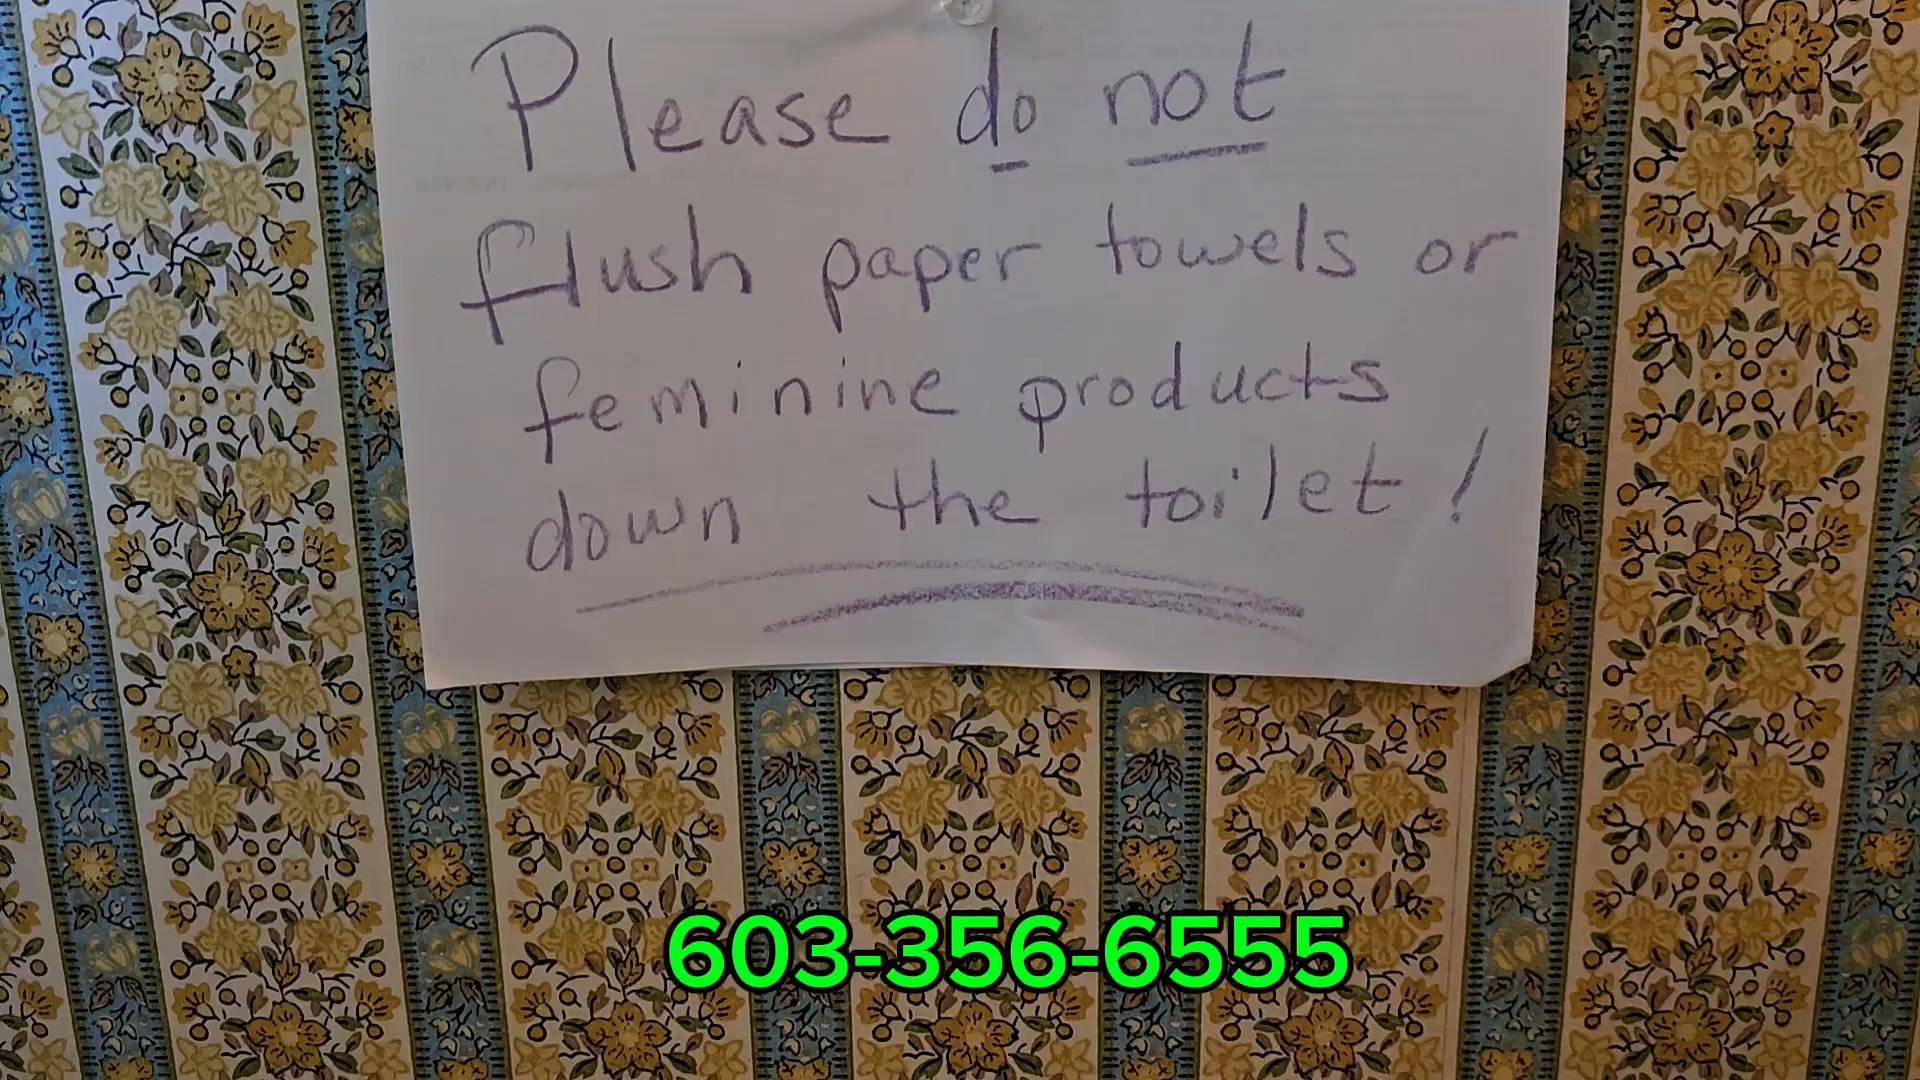 Please do not
flush paper towels or
feminine products
down the toilet!
603-356-6555